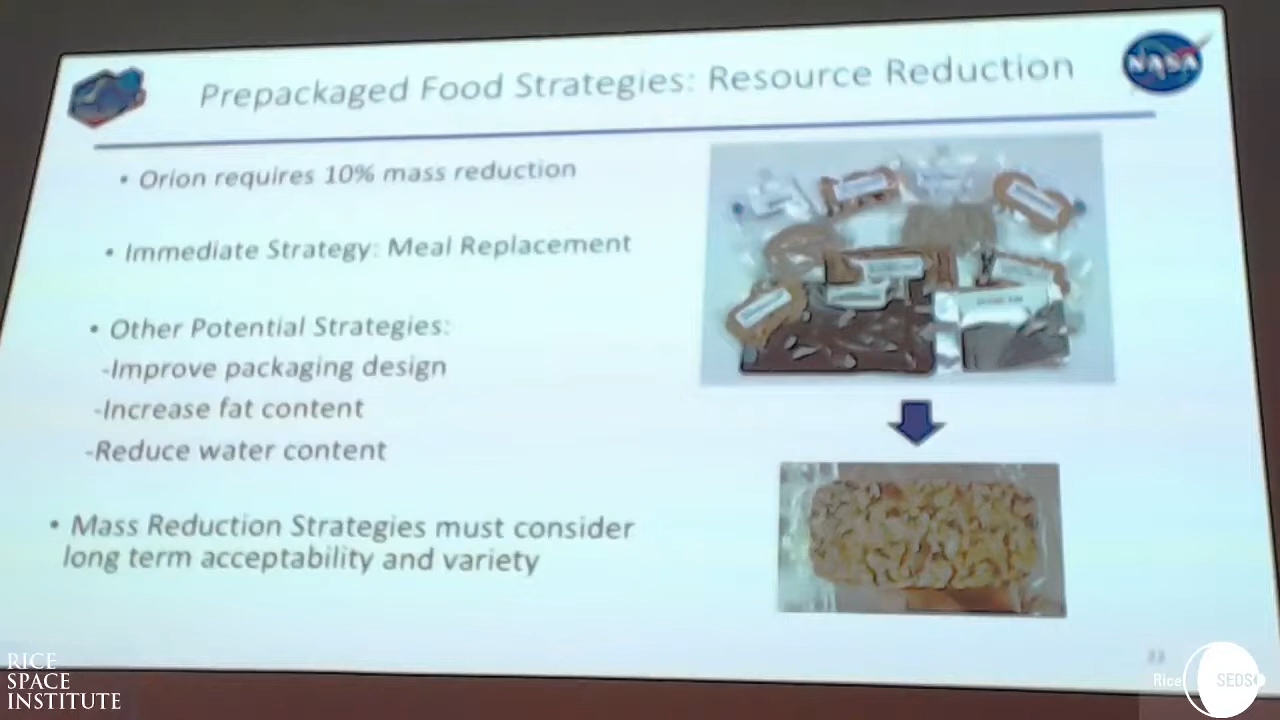 Prepackaged Food Strategies: Resource Reduction
NASA
• Orion requires 10% mass reduction
• Immediate Strategy: Meal Replacement
• Other Potential Strategies:
-Improve packaging design
-Increase fat content
-Reduce water content
• Mass Reduction Strategies must consider
long term acceptability and variety
RICE
SPACE
INSTITUTE
Rice SEDS